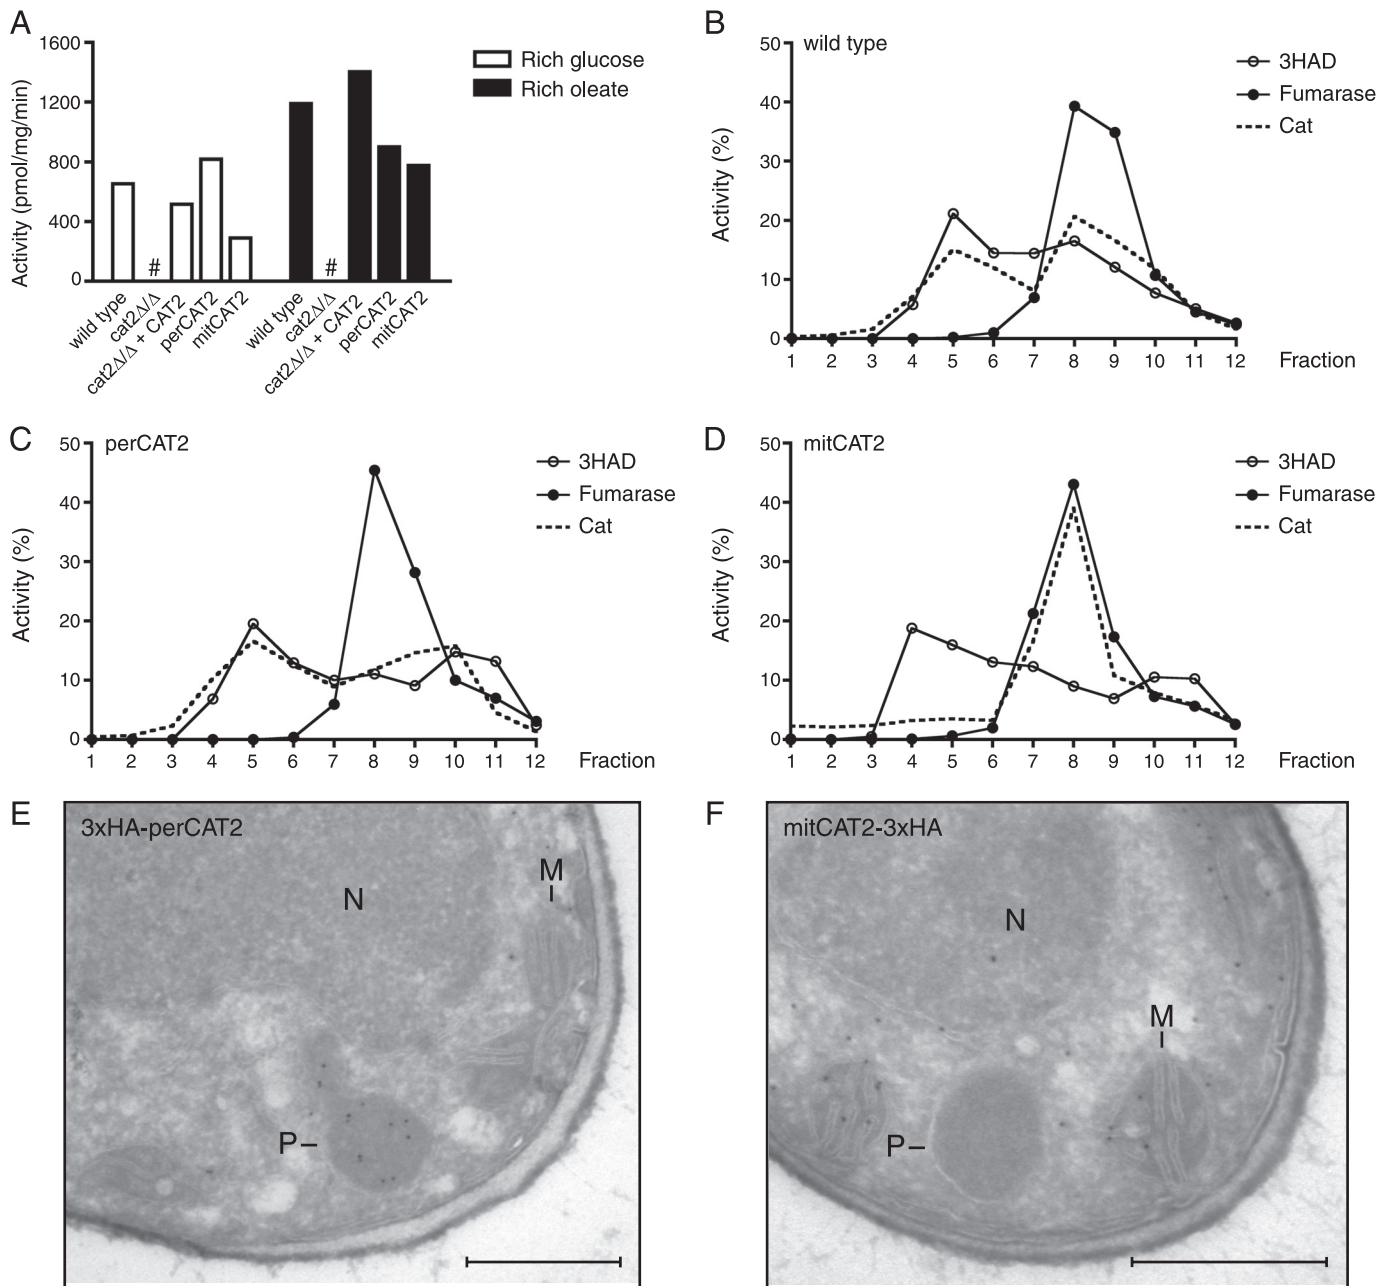 A
1600
1200
800
400
0
Activity (pmol/mg/min)
Rich glucose
Rich oleate
#
#
wild type
cat2Δ/Δ
cat2Δ/Δ + CAT2
perCAT2
mitCAT2
wild type
cat2Δ/Δ
cat2Δ/Δ + CAT2
perCAT2
mitCAT2
B
wild type
50
40
30
20
10
0
Activity (%)
3HAD
Fumarase
Cat
1 2 3 4 5 6 7 8 9 10 11 12 Fraction
C
perCAT2
50
40
30
20
10
0
Activity (%)
3HAD
Fumarase
Cat
1 2 3 4 5 6 7 8 9 10 11 12 Fraction
D
mitCAT2
50
40
30
20
10
0
Activity (%)
3HAD
Fumarase
Cat
1 2 3 4 5 6 7 8 9 10 11 12 Fraction
E
3xHA-perCAT2
M
N
P
F
mitCAT2-3xHA
N
M
P